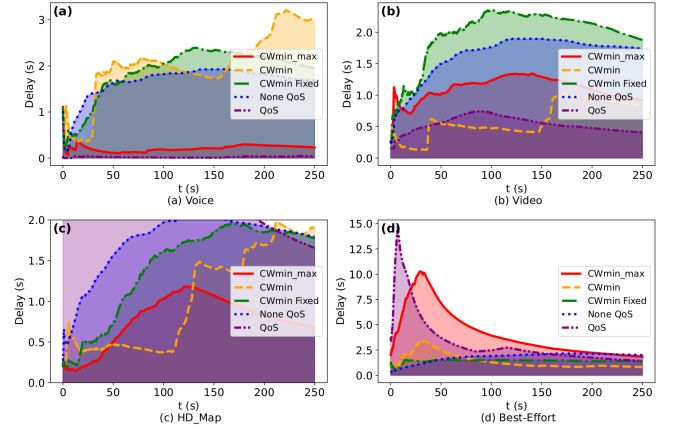 (a)
Delay (s)
3
2
1
0
CWmin_max
CWmin
CWmin Fixed
None QoS
QoS
0 50 100 150 200 250
t (s)
(a) Voice
(b)
Delay (s)
2.0
1.5
1.0
0.5
0.0
CWmin_max
CWmin
CWmin Fixed
None QoS
QoS
0 50 100 150 200 250
t (s)
(b) Video
(c)
Delay (s)
2.0
1.5
1.0
0.5
0.0
CWmin_max
CWmin
CWmin Fixed
None QoS
QoS
0 50 100 150 200 250
t (s)
(c) HD_Map
(d)
Delay (s)
15.0
12.5
10.0
7.5
5.0
2.5
0.0
CWmin_max
CWmin
CWmin Fixed
None QoS
QoS
0 50 100 150 200 250
t (s)
(d) Best-Effort